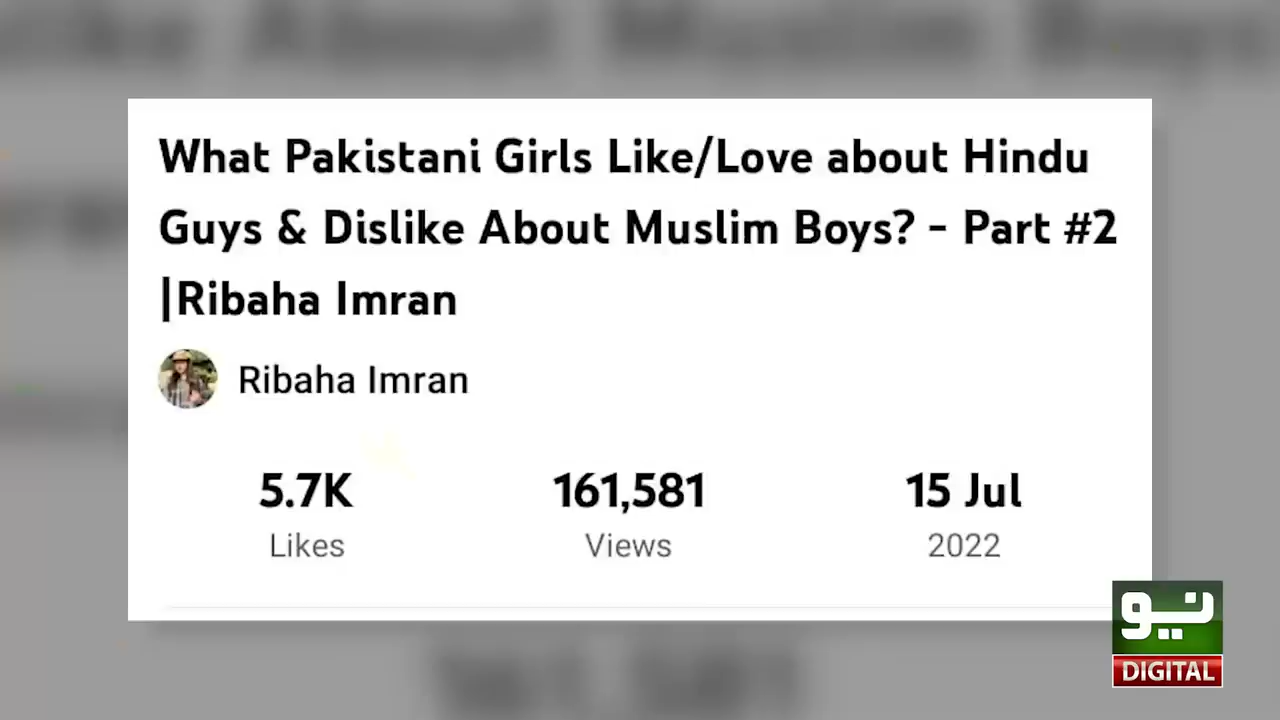 What Pakistani Girls Like/Love about Hindu
Guys & Dislike About Muslim Boys? - Part #2
|Ribaha Imran
Ribaha Imran
5.7K 161,581 15 Jul
Likes Views 2022
نیو
DIGITAL